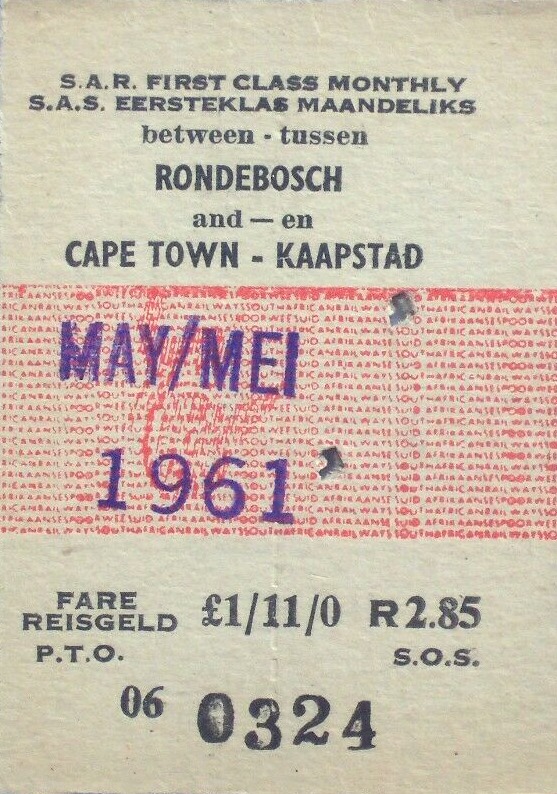 S.A.R. FIRST CLASS MONTHLY
S.A.S. EERSTEKLAS MAANDELIKS
between - tussen
RONDEBOSCH
and — en
CAPE TOWN - KAAPSTAD
MAY/MEI
1961
FARE £1/11/0 R2.85
REISGELD
P.T.O. S.O.S.
06 0324